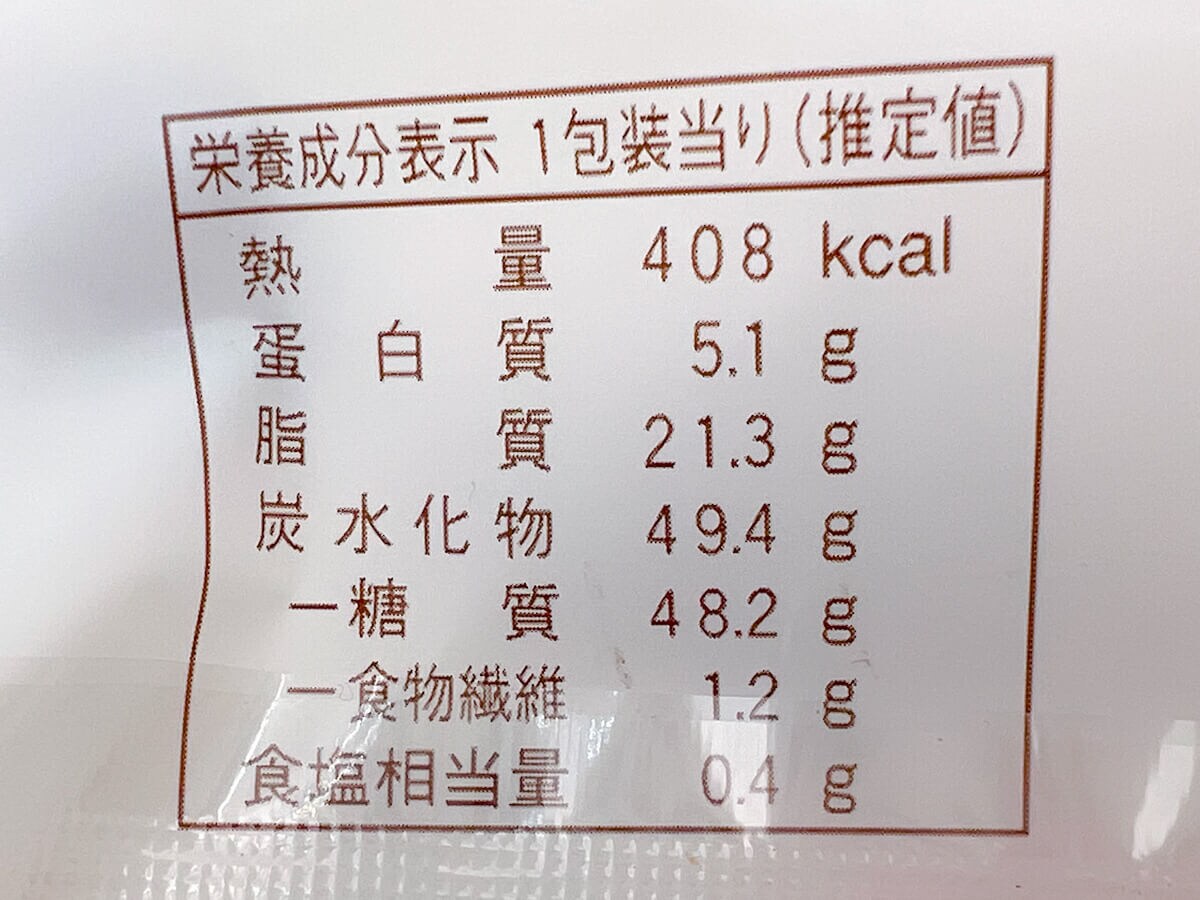 栄養成分表示 1包装当り(推定値)
熱量 408 kcal
蛋白質 5.1 g
脂質 21.3 g
炭水化物 49.4 g
ー糖質 48.2 g
ー食物繊維 1.2 g
食塩相当量 0.4 g